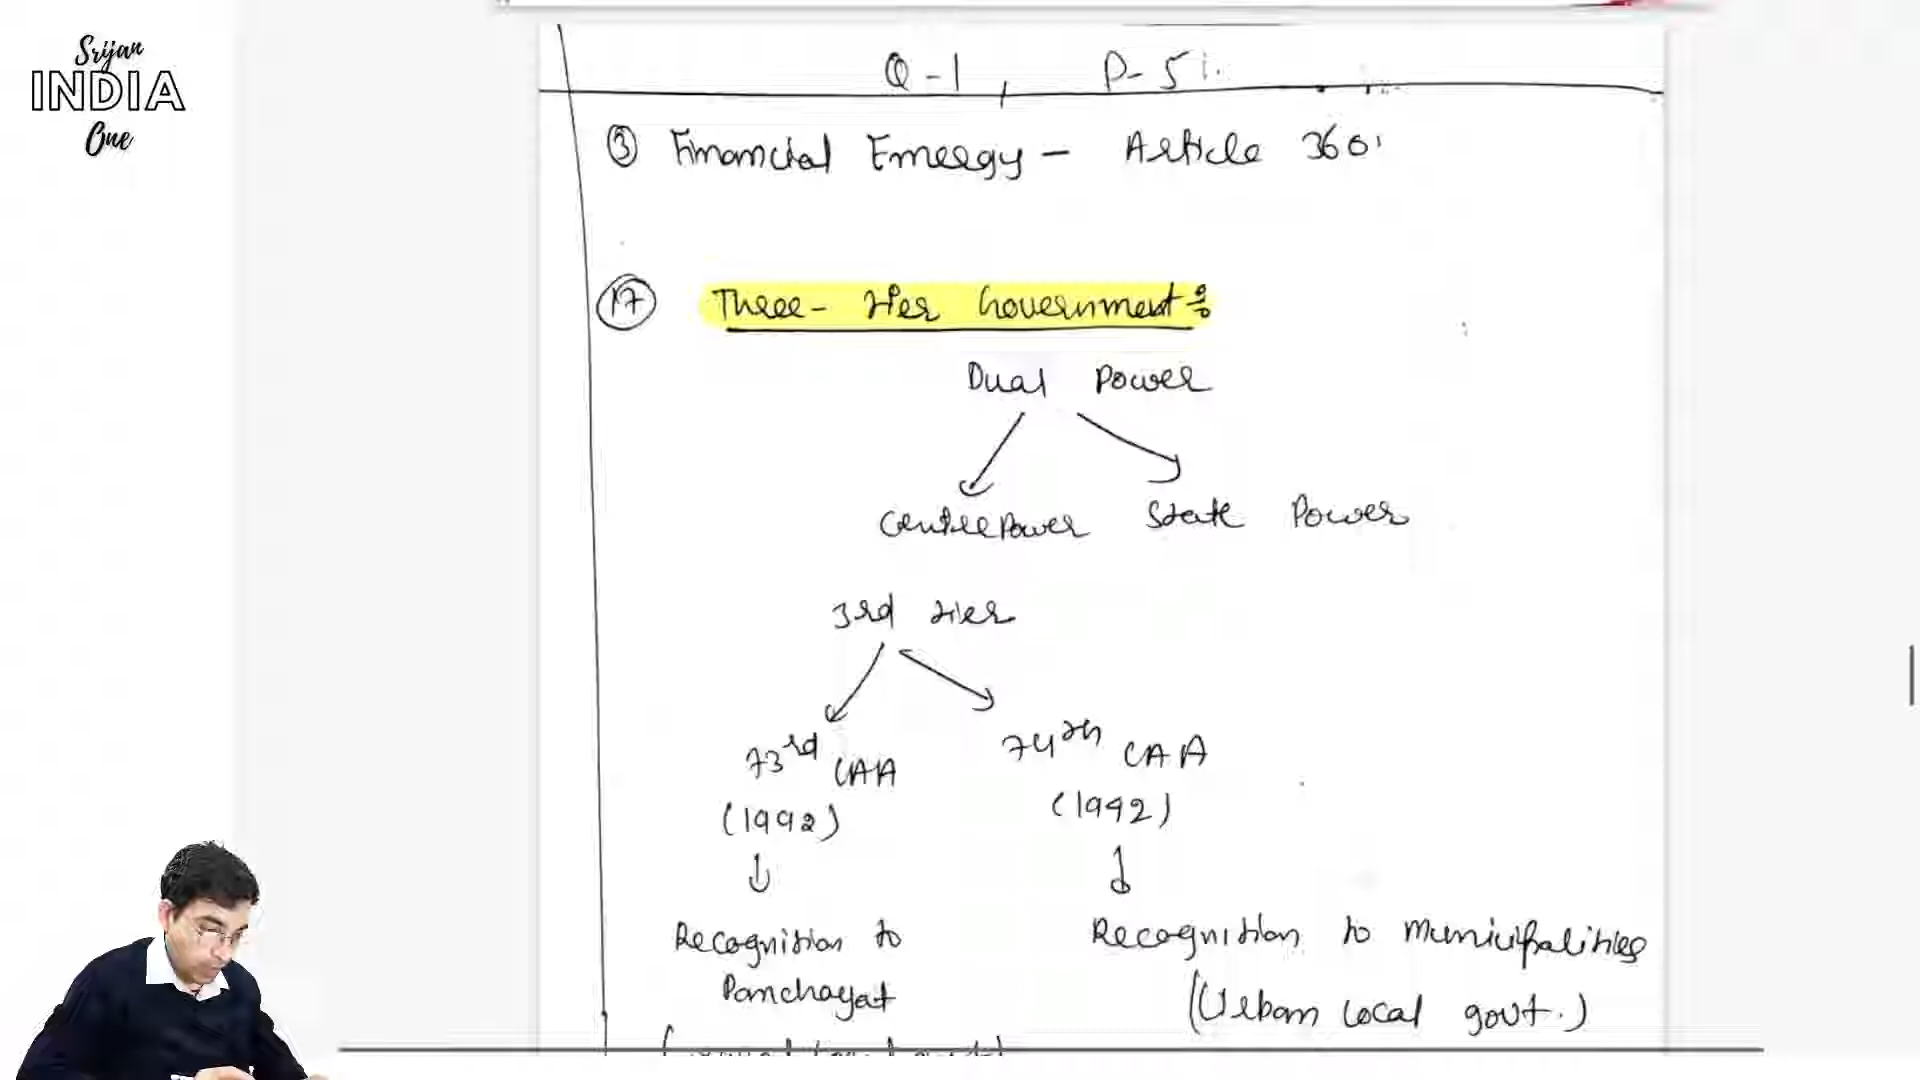 Srijan
INDIA
One
Q-1, P-5
③ Financial Emergy - Article 360.
⑰ Three-tier Government:
Dual Power
Centre Power State Power
3rd tier
73rd CAA 74th CAA
(1992) (1992)
Recognition to Recognition to Municipalities
Panchayat (Urban Local govt.)